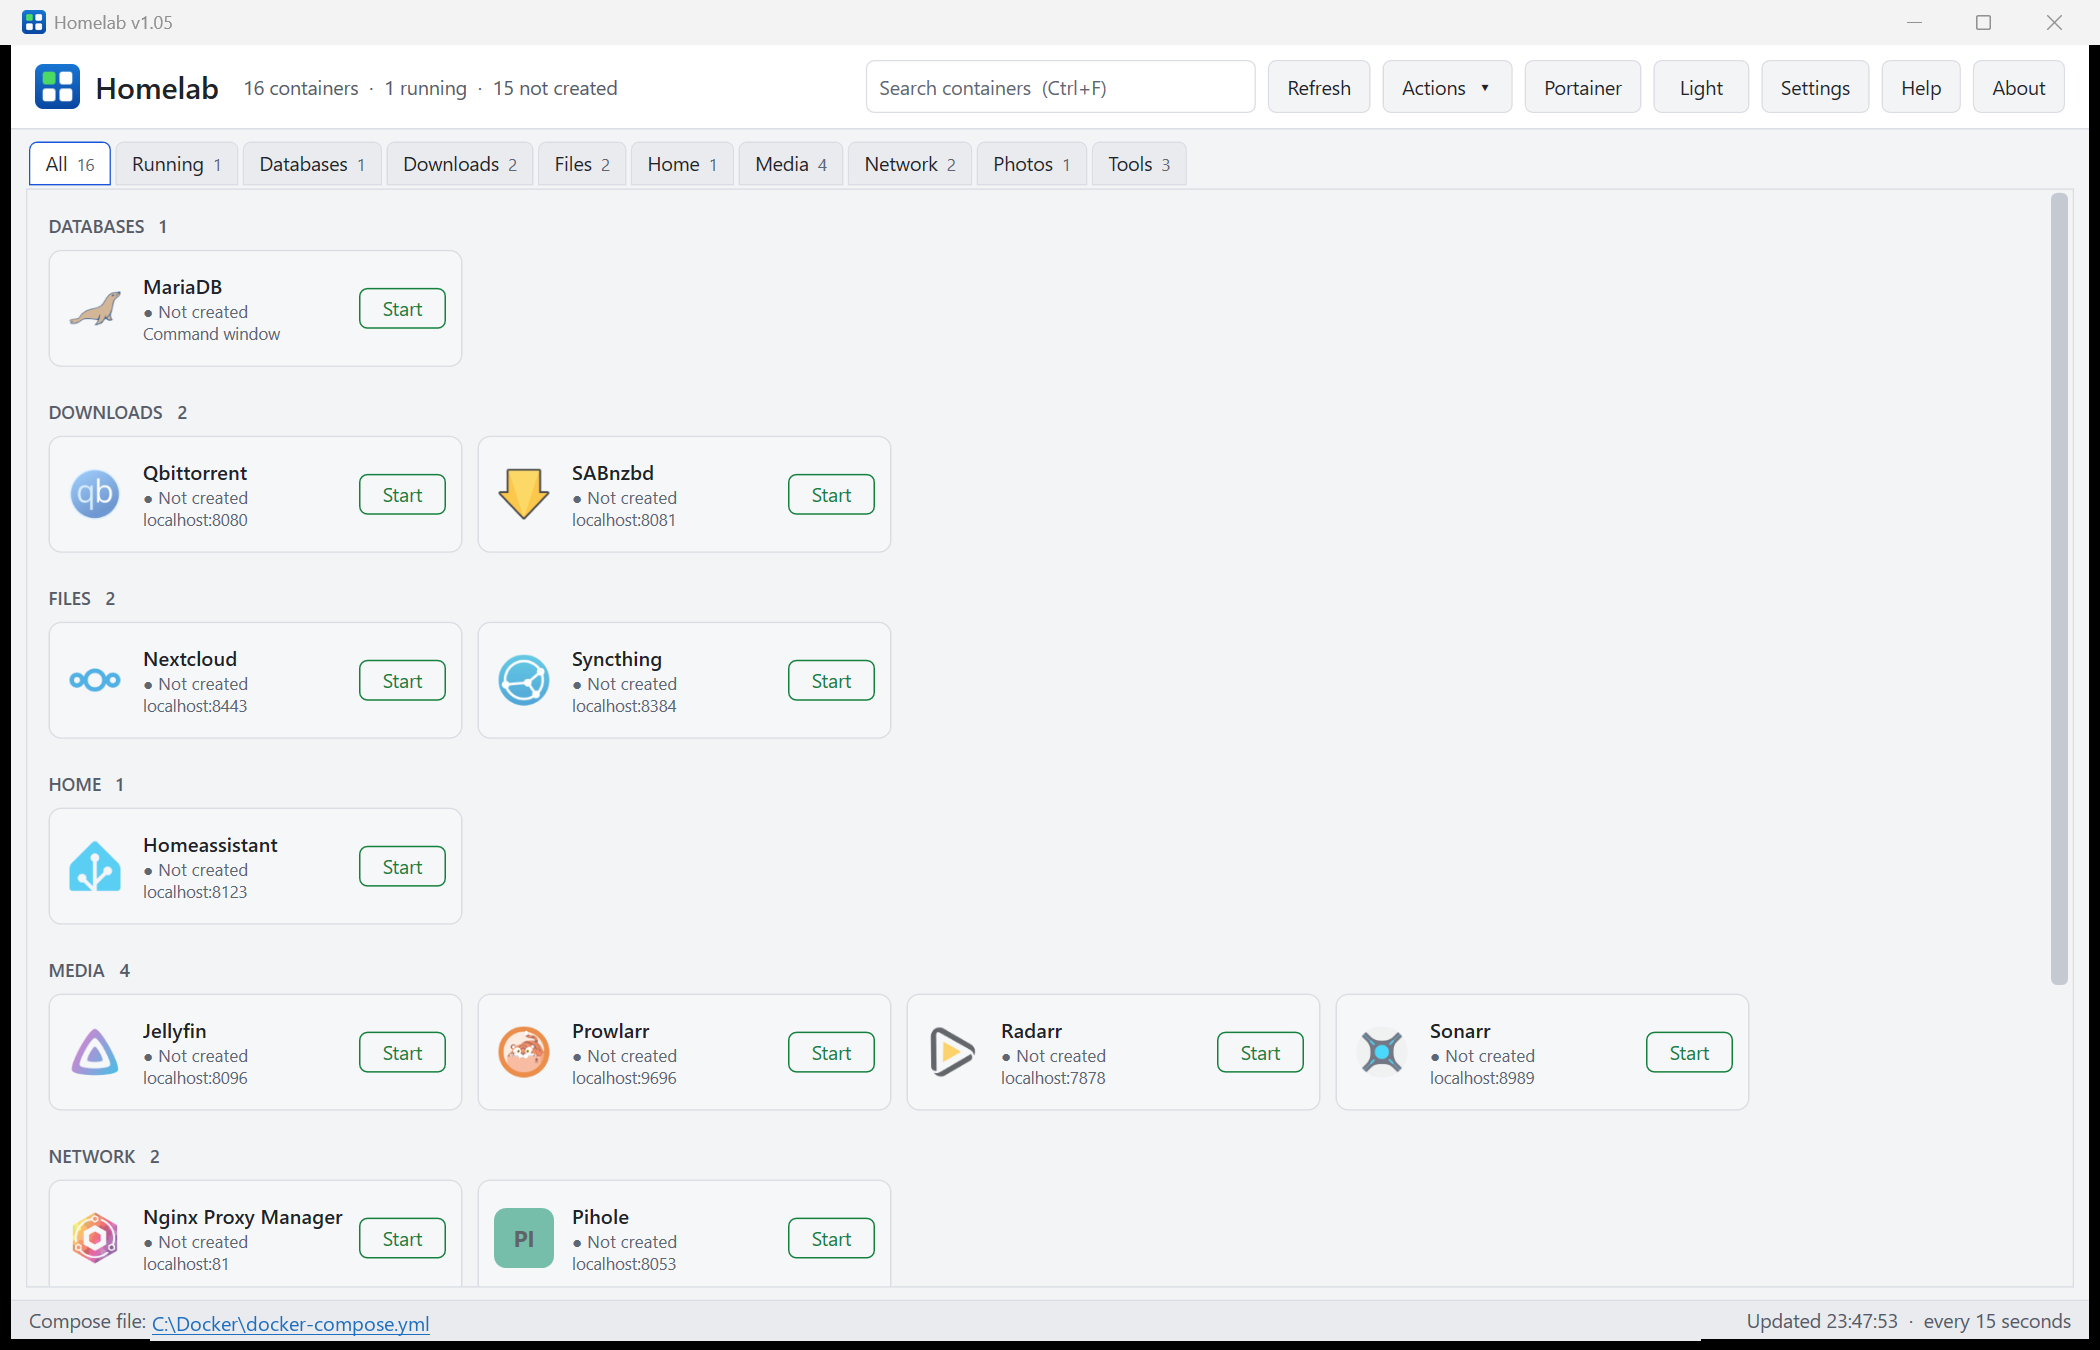 Homelab v1.05
Homelab 16 containers · 1 running · 15 not created Search containers (Ctrl+F) Refresh Actions ▼ Portainer Light Settings Help About
All 16 Running 1 Databases 1 Downloads 2 Files 2 Home 1 Media 4 Network 2 Photos 1 Tools 3
DATABASES 1
MariaDB
● Not created
Command window
Start
DOWNLOADS 2
qb
Qbittorrent
● Not created
localhost:8080
Start
SABnzbd
● Not created
localhost:8081
Start
FILES 2
Nextcloud
● Not created
localhost:8443
Start
Syncthing
● Not created
localhost:8384
Start
HOME 1
Homeassistant
● Not created
localhost:8123
Start
MEDIA 4
Jellyfin
● Not created
localhost:8096
Start
Prowlarr
● Not created
localhost:9696
Start
Radarr
● Not created
localhost:7878
Start
Sonarr
● Not created
localhost:8989
Start
NETWORK 2
Nginx Proxy Manager
● Not created
localhost:81
Start
PI
Pihole
● Not created
localhost:8053
Start
Compose file: C:\Docker\docker-compose.yml Updated 23:47:53 · every 15 seconds